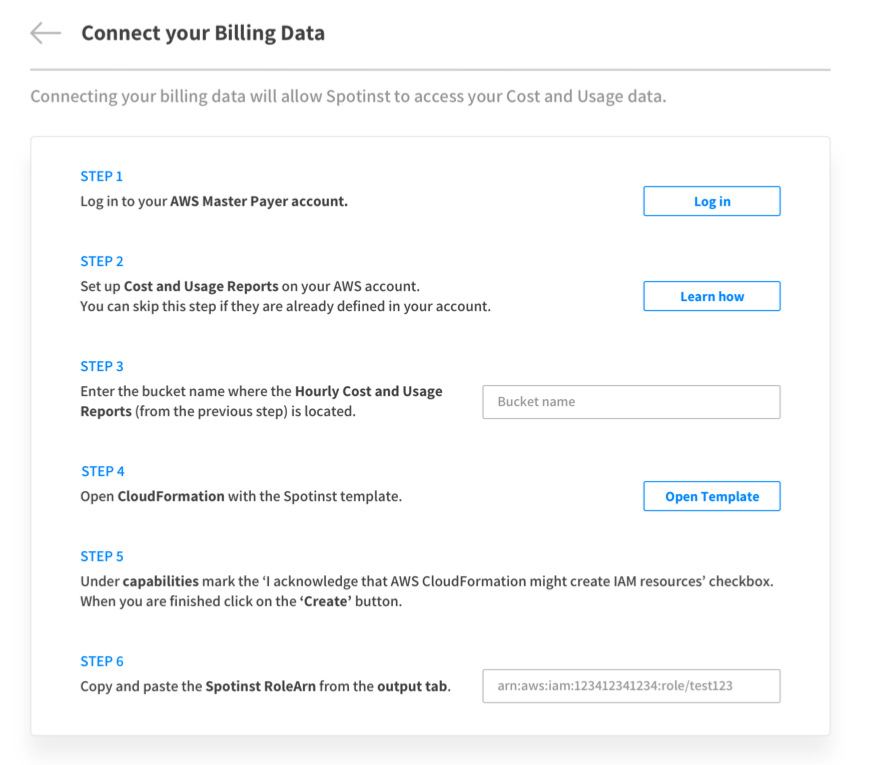 Connect your Billing Data
Connecting your billing data will allow Spotinst to access your Cost and Usage data.
STEP 1
Log in to your AWS Master Payer account.
Log in
STEP 2
Set up Cost and Usage Reports on your AWS account.
You can skip this step if they are already defined in your account.
Learn how
STEP 3
Enter the bucket name where the Hourly Cost and Usage
Reports (from the previous step) is located.
Bucket name
STEP 4
Open CloudFormation with the Spotinst template.
Open Template
STEP 5
Under capabilities mark the ‘I acknowledge that AWS CloudFormation might create IAM resources’ checkbox.
When you are finished click on the ‘Create’ button.
STEP 6
Copy and paste the Spotinst RoleArn from the output tab.
arn:aws:iam:123412341234:role/test123